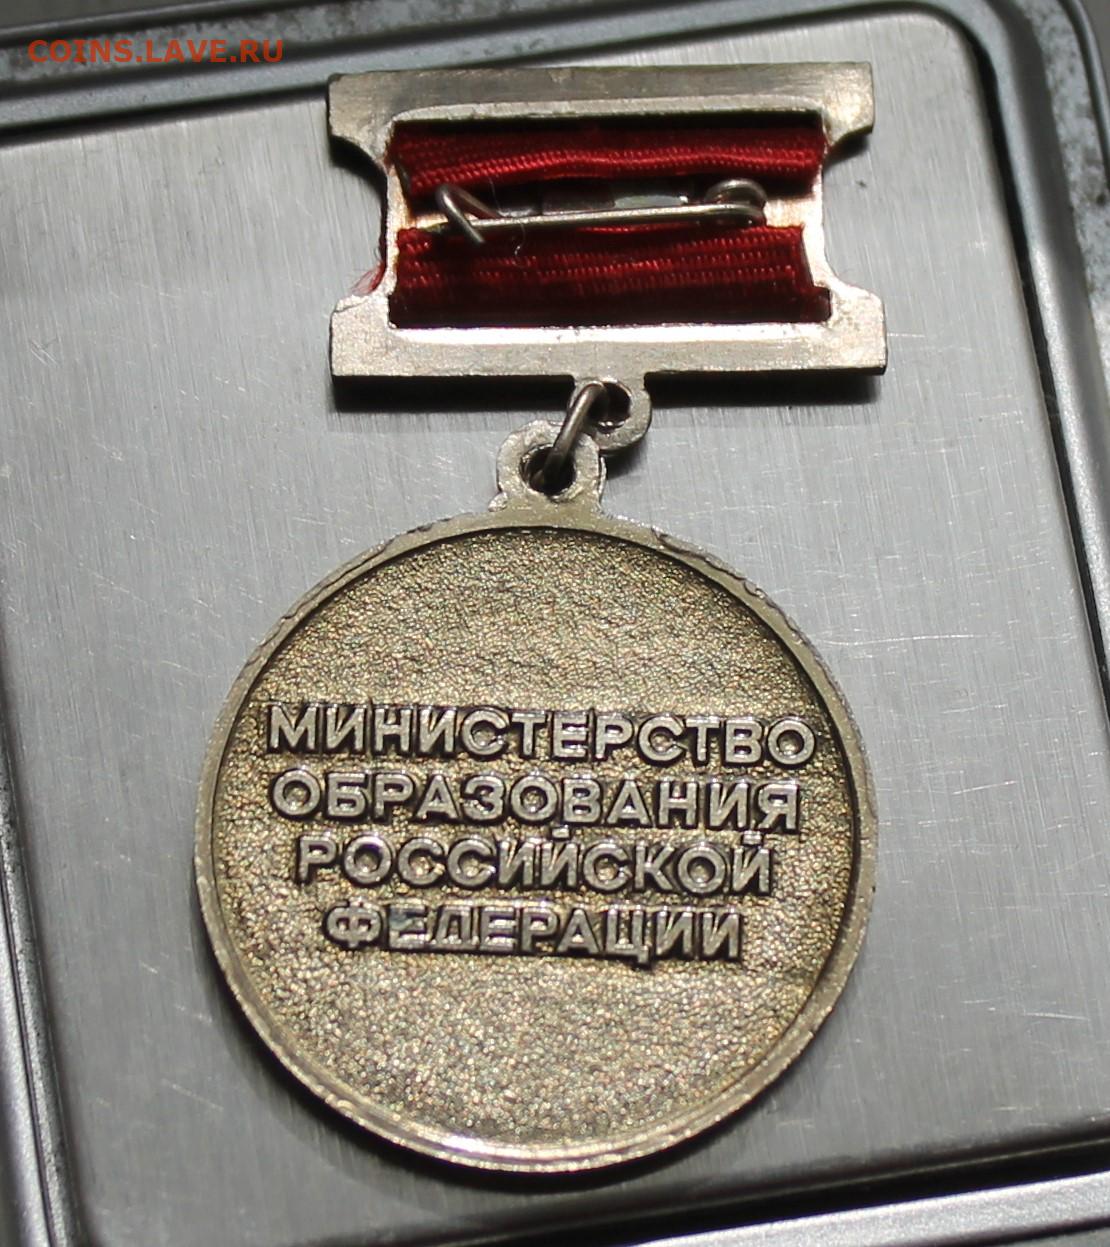 COINS.LAVE.RU
МИНИСТЕРСТВО
ОБРАЗОВАНИЯ
РОССИЙСКОЙ
ФЕДЕРАЦИИ